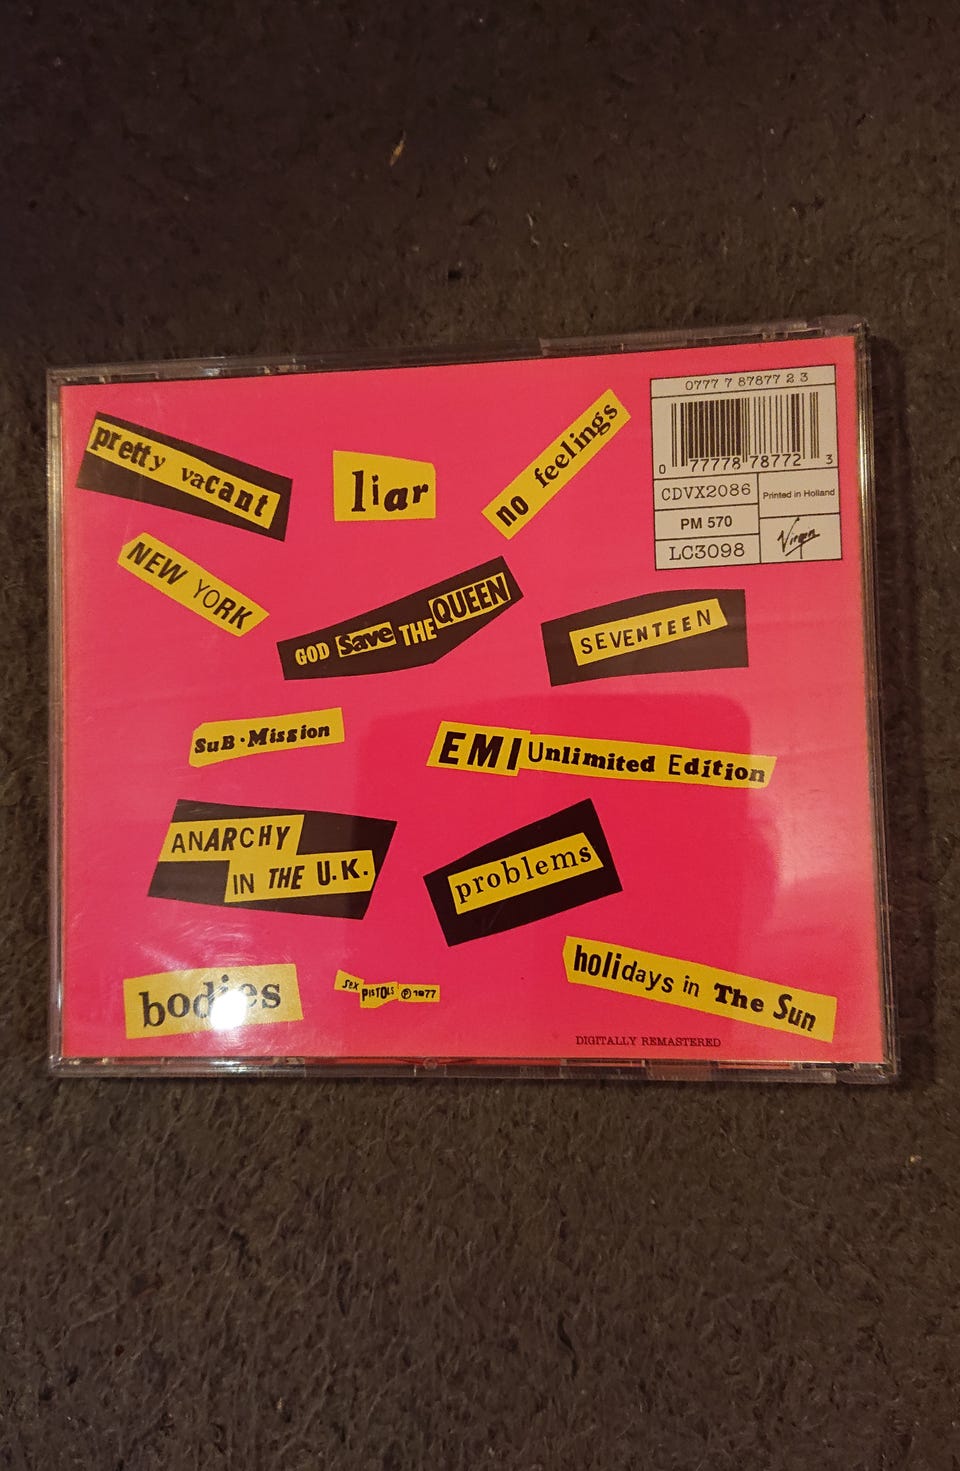 0777 7 87877 2 3
0 77778 78772 3
CDVX2086
Printed in Holland
PM 570
Virgin
LC3098
pretty vacant
liar
no feelings
NEW YORK
GOD Save THE QUEEN
SEVENTEEN
SuB·Mission
EMI Unlimited Edition
ANARCHY
IN THE U.K.
problems
bodies
sex PISTOLS ℗ 1977
holidays in The Sun
DIGITALLY REMASTERED